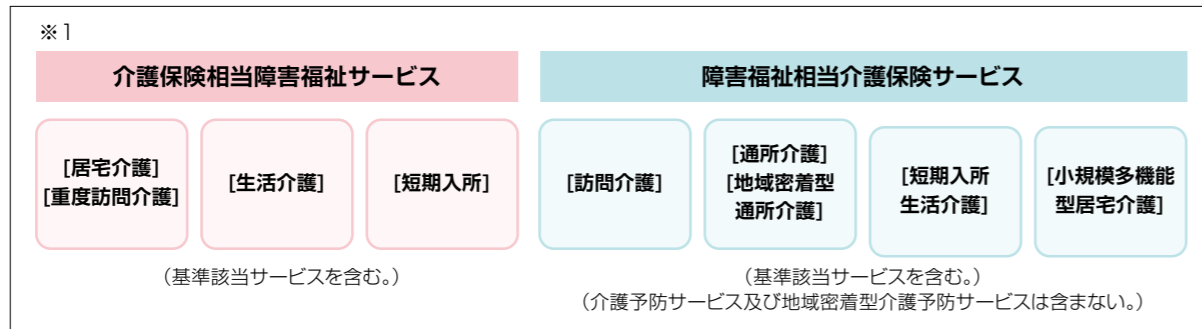 ※1
介護保険相当障害福祉サービス
障害福祉相当介護保険サービス
[居宅介護]
[重度訪問介護]
[生活介護]
[短期入所]
[訪問介護]
[通所介護]
[地域密着型
通所介護]
[短期入所
生活介護]
[小規模多機能
型居宅介護]
（基準該当サービスを含む。）
（基準該当サービスを含む。）
（介護予防サービス及び地域密着型介護予防サービスは含まない。）